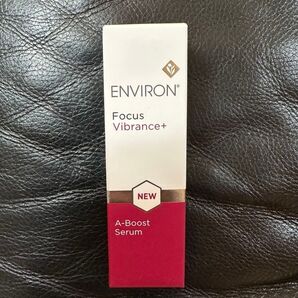 ENVIRON®
Focus
Vibrance+
NEW
A-Boost
Serum